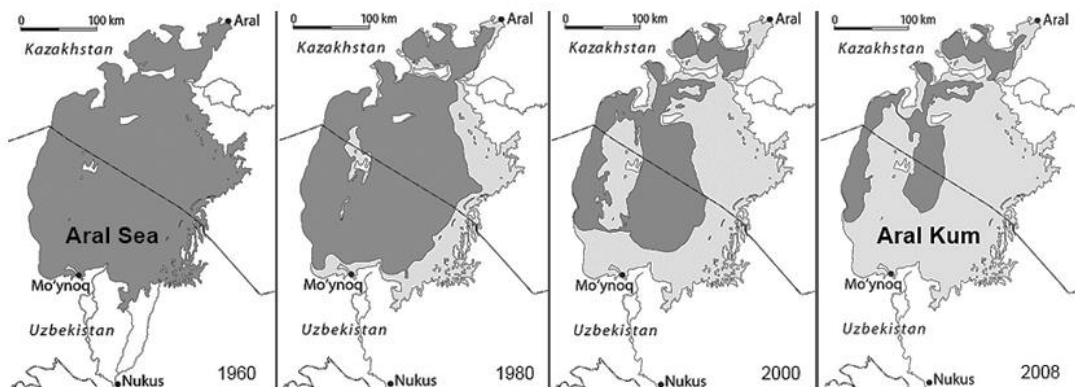 0 100 km
Aral
Kazakhstan
Aral Sea
Mo'ynoq
Uzbekistan
Nukus
1960
0 100 km
Aral
Kazakhstan
Mo'ynoq
Uzbekistan
Nukus
1980
0 100 km
Aral
Kazakhstan
Mo'ynoq
Uzbekistan
Nukus
2000
0 100 km
Aral
Kazakhstan
Aral Kum
Mo'ynoq
Uzbekistan
Nukus
2008